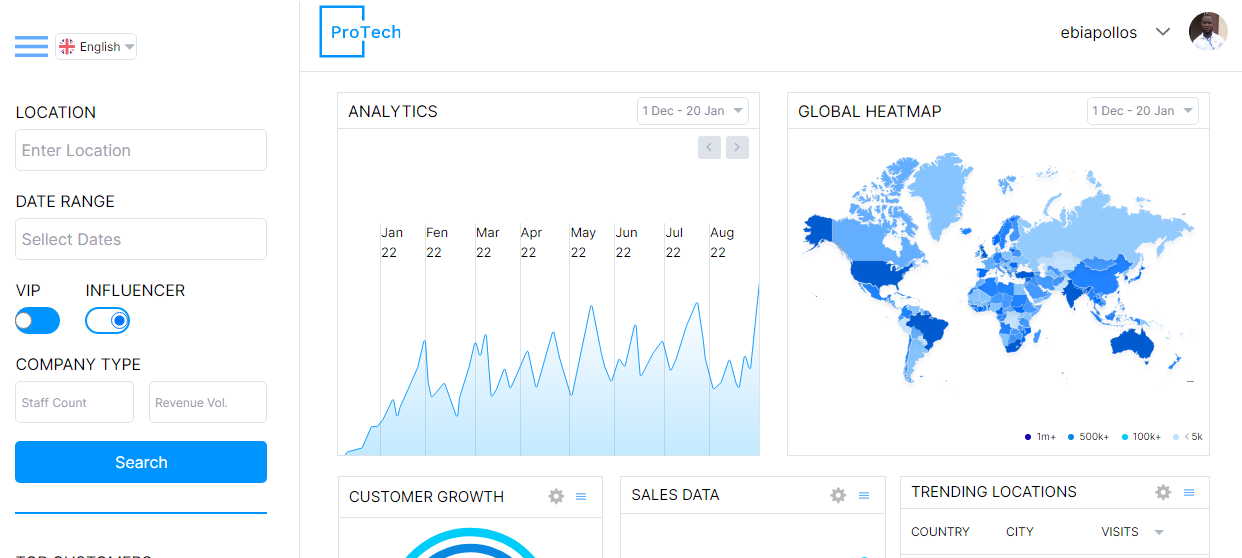 English
LOCATION
Enter Location
DATE RANGE
Sellect Dates
VIP INFLUENCER
COMPANY TYPE
Staff Count Revenue Vol.
Search
TOP CUSTOMERS
ProTech
ebiapollos
ANALYTICS 1 Dec - 20 Jan
Jan Fen Mar Apr May Jun Jul Aug
22 22 22 22 22 22 22 22
GLOBAL HEATMAP 1 Dec - 20 Jan
1m+ 500k+ 100k+ < 5k
CUSTOMER GROWTH
SALES DATA
TRENDING LOCATIONS
COUNTRY CITY VISITS